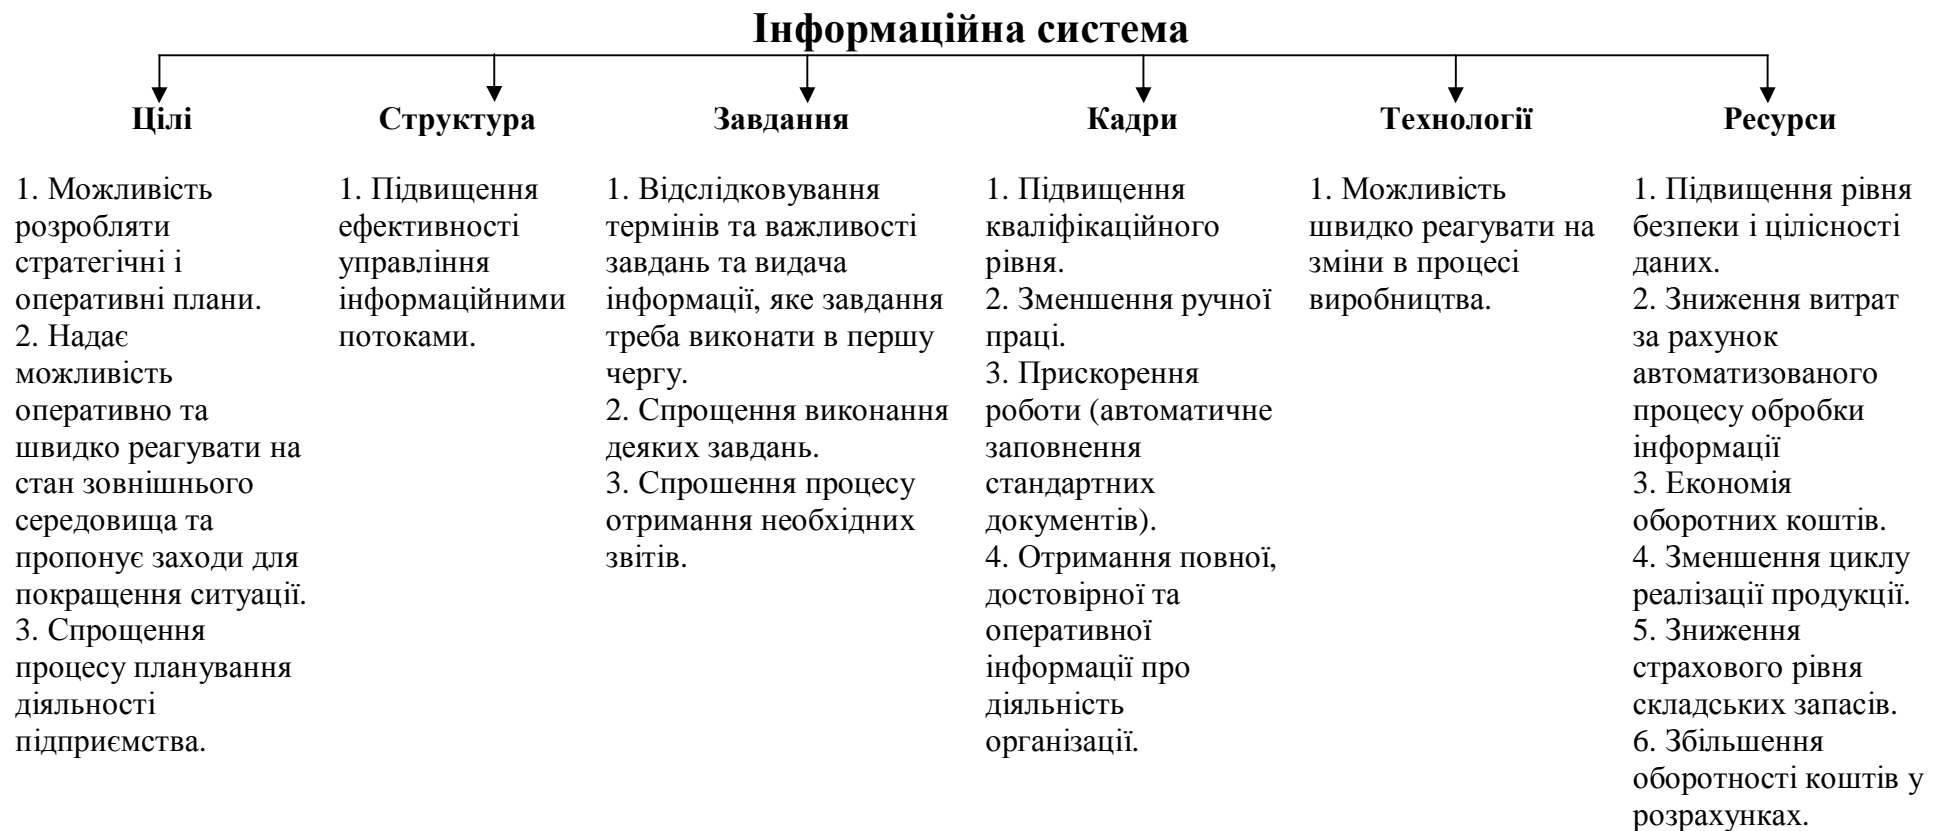 Інформаційна система
Цілі
Структура
Завдання
Кадри
Технології
Ресурси
1. Можливість
розробляти
стратегічні і
оперативні плани.
2. Надає
можливість
оперативно та
швидко реагувати на
стан зовнішнього
середовища та
пропонує заходи для
покращення ситуації.
3. Спрощення
процесу планування
діяльності
підприємства.
1. Підвищення
ефективності
управління
інформаційними
потоками.
1. Відслідковування
термінів та важливості
завдань та видача
інформації, яке завдання
треба виконати в першу
чергу.
2. Спрощення виконання
деяких завдань.
3. Спрошення процесу
отримання необхідних
звітів.
1. Підвищення
кваліфікаційного
рівня.
2. Зменшення ручної
праці.
3. Прискорення
роботи (автоматичне
заповнення
стандартних
документів).
4. Отримання повної,
достовірної та
оперативної
інформації про
діяльність
організації.
1. Можливість
швидко реагувати на
зміни в процесі
виробництва.
1. Підвищення рівня
безпеки і цілісності
даних.
2. Зниження витрат
за рахунок
автоматизованого
процесу обробки
інформації
3. Економія
оборотних коштів.
4. Зменшення циклу
реалізації продукції.
5. Зниження
страхового рівня
складських запасів.
6. Збільшення
оборотності коштів у
розрахунках.